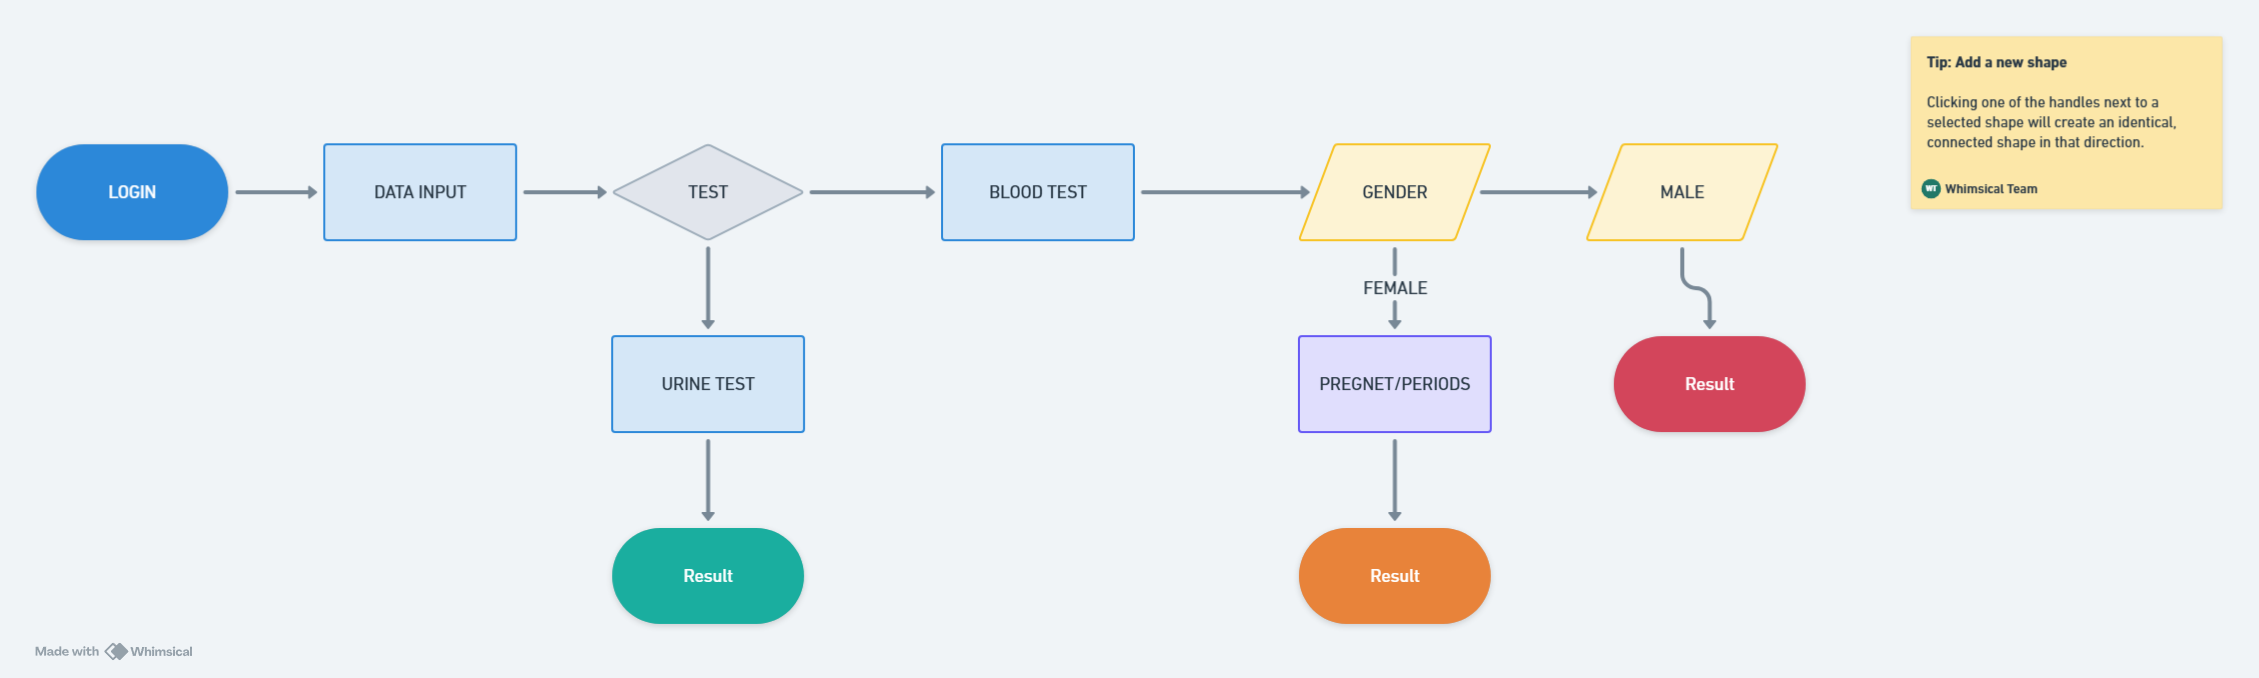 Tip: Add a new shape
Clicking one of the handles next to a
selected shape will create an identical,
connected shape in that direction.
WT Whimsical Team
LOGIN
DATA INPUT
TEST
BLOOD TEST
GENDER
MALE
FEMALE
URINE TEST
PREGNET/PERIODS
Result
Result
Result
Made with Whimsical